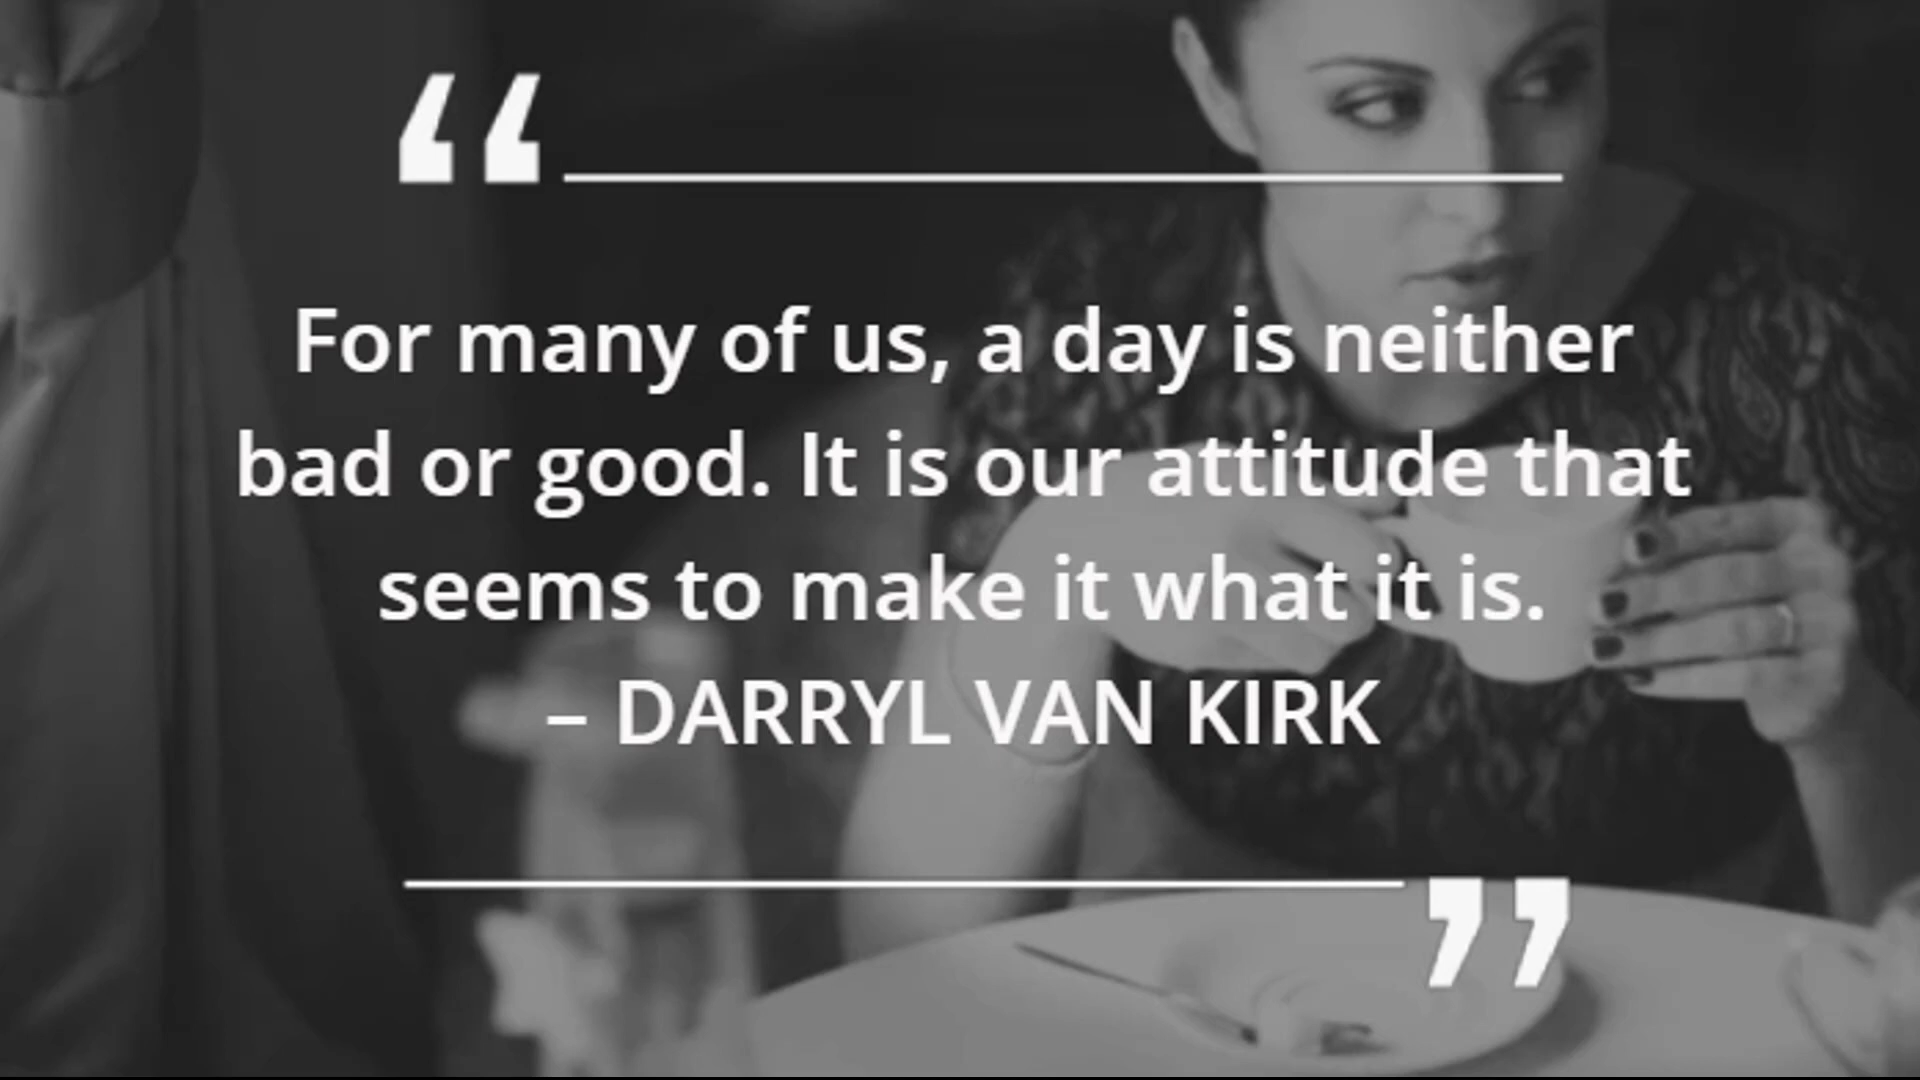 “
For many of us, a day is neither
bad or good. It is our attitude that
seems to make it what it is.
– DARRYL VAN KIRK
”